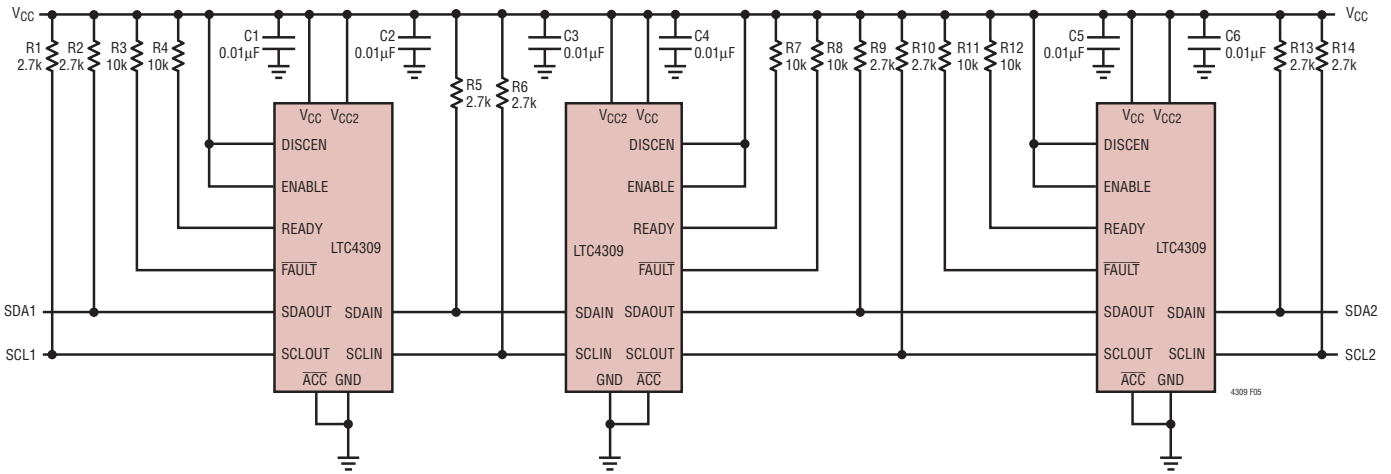 VCC
VCC
R1
2.7k
R2
2.7k
R3
10k
R4
10k
C1
0.01µF
C2
0.01µF
R5
2.7k
R6
2.7k
C3
0.01µF
C4
0.01µF
R7
10k
R8
10k
R9
2.7k
R10
2.7k
R11
10k
R12
10k
C5
0.01µF
C6
0.01µF
R13
2.7k
R14
2.7k
VCC VCC2
DISCEN
ENABLE
READY
LTC4309
FAULT
SDAOUT SDAIN
SCLOUT SCLIN
ACC GND
VCC2 VCC
DISCEN
ENABLE
READY
LTC4309
FAULT
SDAIN SDAOUT
SCLIN SCLOUT
GND ACC
VCC VCC2
DISCEN
ENABLE
READY
LTC4309
FAULT
SDAOUT SDAIN
SCLOUT SCLIN
ACC GND
SDA1
SCL1
SDA2
SCL2
4309 F05